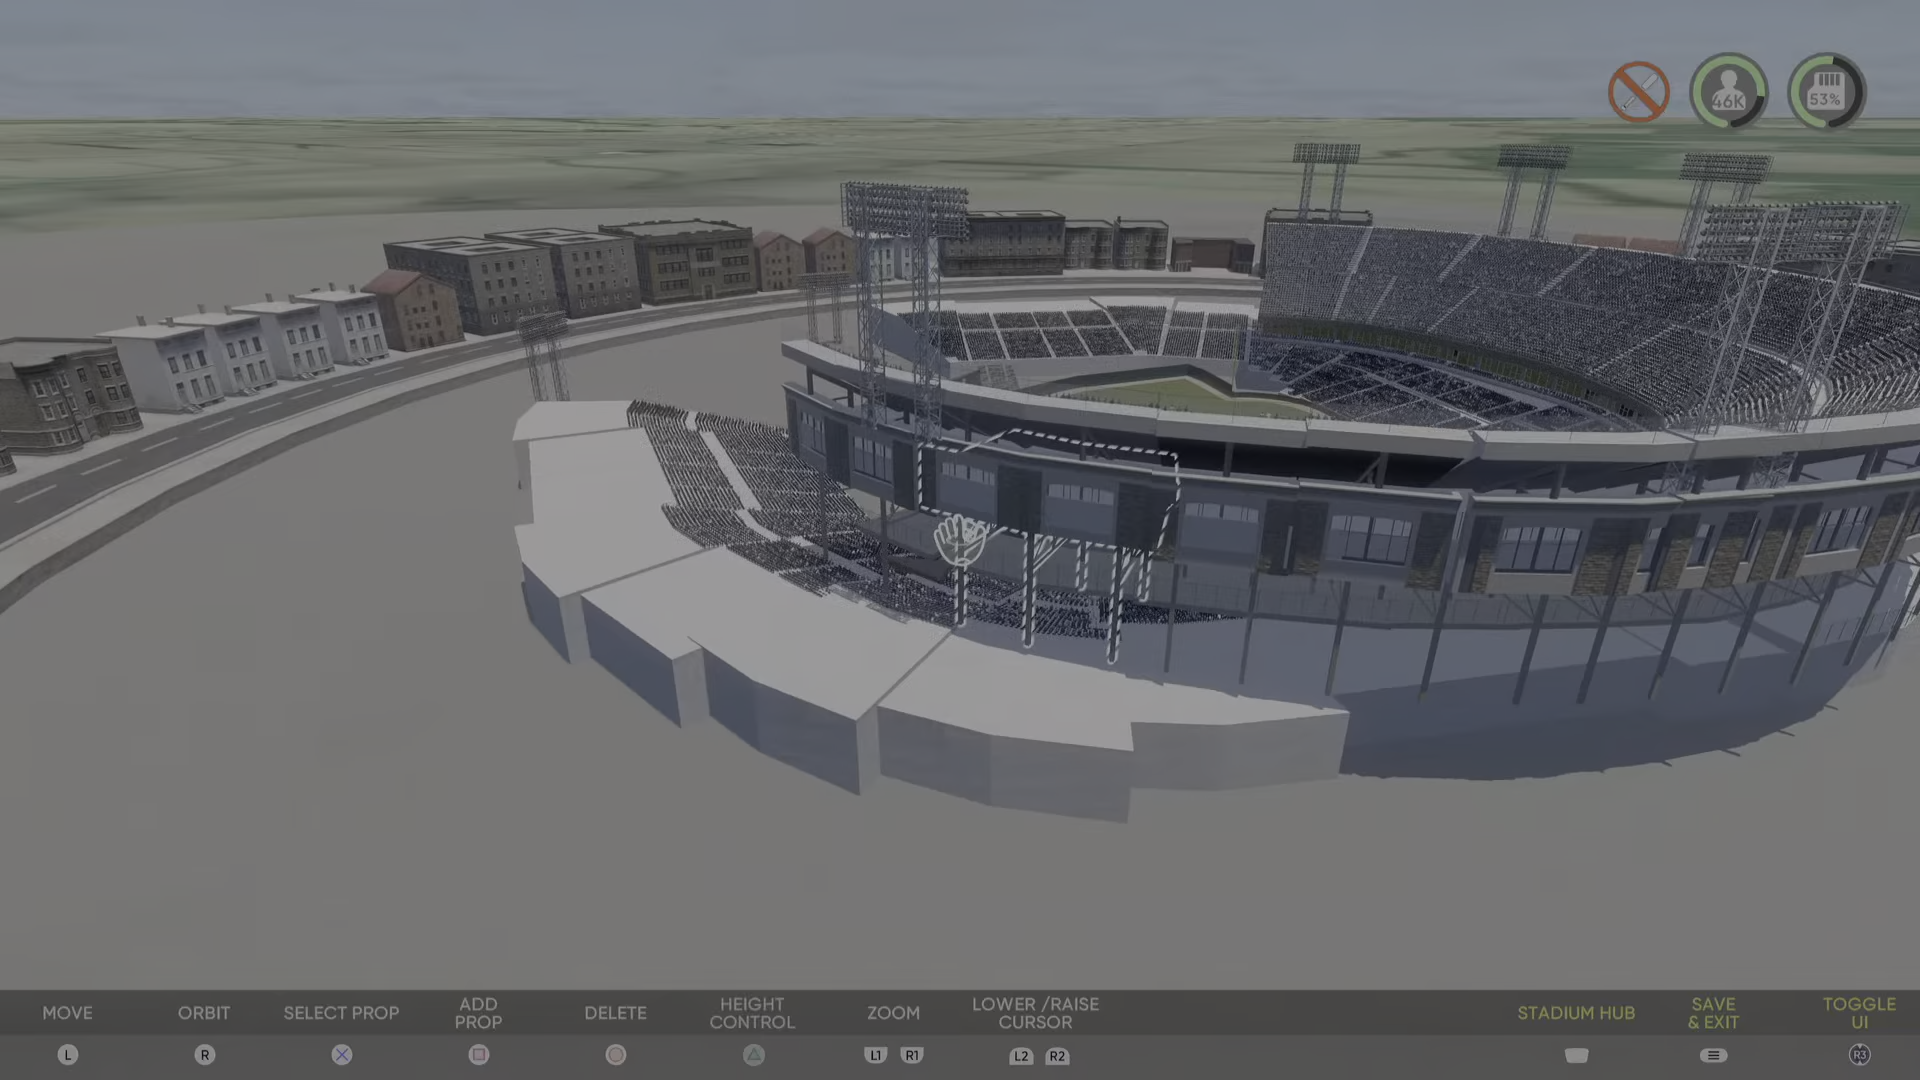 46K
53%
MOVE
ORBIT
SELECT PROP
ADD
PROP
DELETE
HEIGHT
CONTROL
ZOOM
LOWER /RAISE
CURSOR
STADIUM HUB
SAVE
& EXIT
TOGGLE
UI
L
R
L1 R1
L2 R2
R3